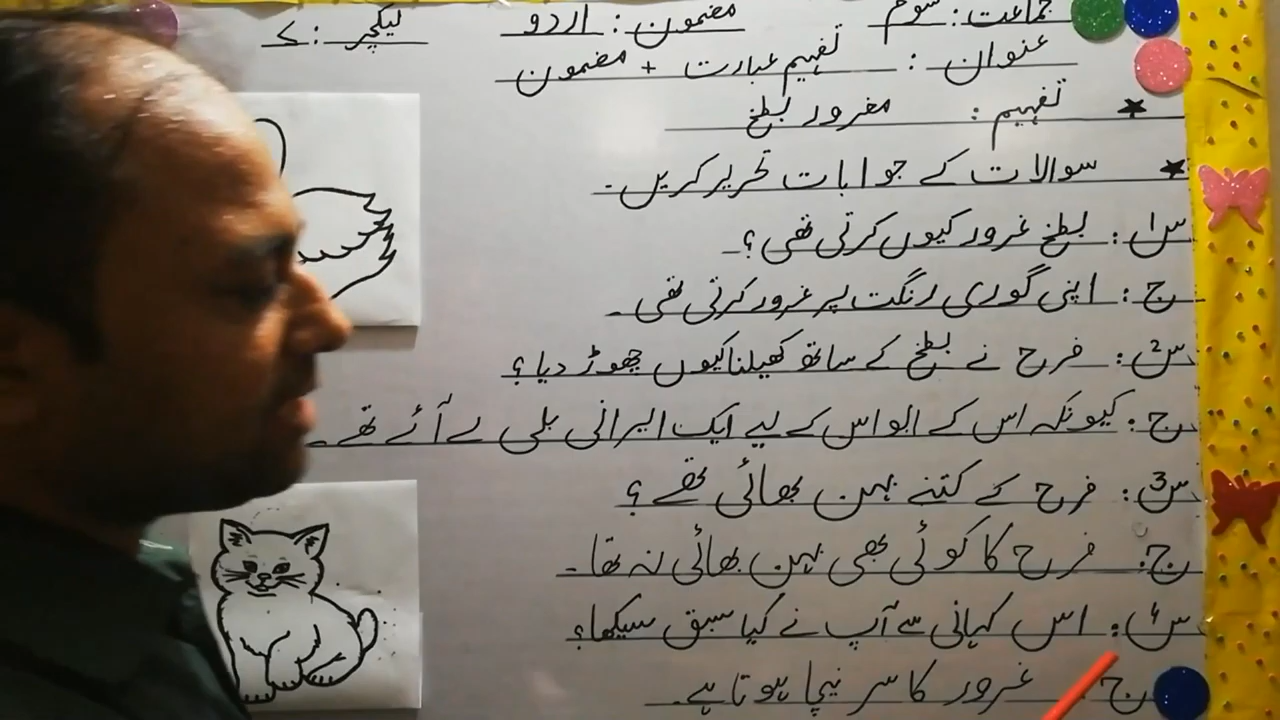 جماعت: سوم مضمون: اردو لیکچر: ۷
عنوان: تفہیم عبارت + مضمون
تفہیم: مغرور بطخ
سوالات کے جوابات تحریر کریں۔
س1: بطخ غرور کیوں کرتی تھی؟
ج: اپنی گوری رنگت پر غرور کرتی تھی۔
س2: فرح نے بطخ کے ساتھ کھیلنا کیوں چھوڑ دیا؟
ج: کیونکہ اس کے ابو اس کے لیے ایک ایرانی بلی لے آئے تھے۔
س3: فرح کے کتنے بہن بھائی تھے؟
ج: فرح کا کوئی بھی بہن بھائی نہ تھا۔
س۴: اس کہانی سے آپ نے کیا سبق سیکھا؟
ج: غرور کا سر نیچا ہوتا ہے۔